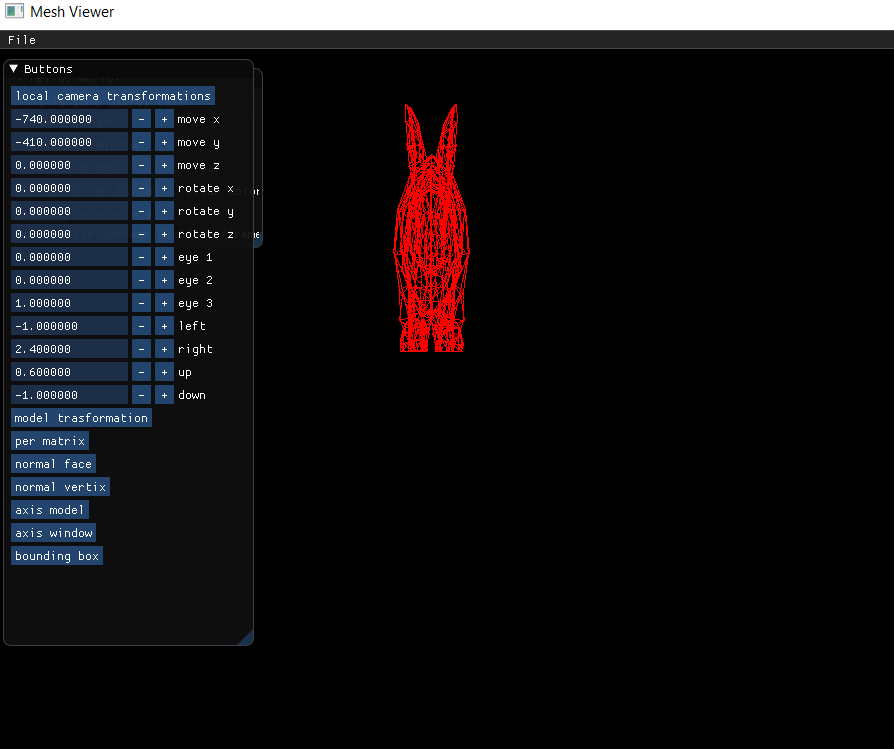 Mesh Viewer
File
Buttons
local camera transformations
-740.000000 - + move x
-410.000000 - + move y
0.000000 - + move z
0.000000 - + rotate x
0.000000 - + rotate y
0.000000 - + rotate z
0.000000 - + eye 1
0.000000 - + eye 2
1.000000 - + eye 3
-1.000000 - + left
2.400000 - + right
0.600000 - + up
-1.000000 - + down
model trasformation
per matrix
normal face
normal vertix
axis model
axis window
bounding box